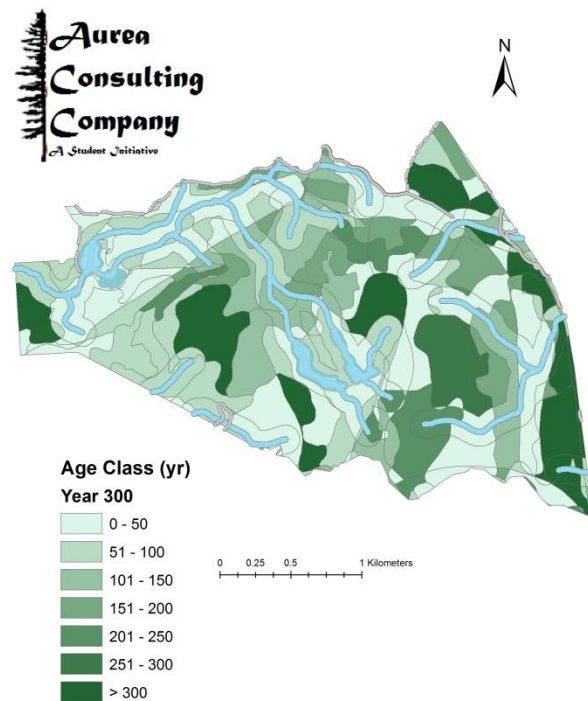 Aurea
Consulting
Company
A Student Initiative
N
Age Class (yr)
Year 300
0 - 50
51 - 100
101 - 150
151 - 200
201 - 250
251 - 300
> 300
0 0.25 0.5 1 Kilometers